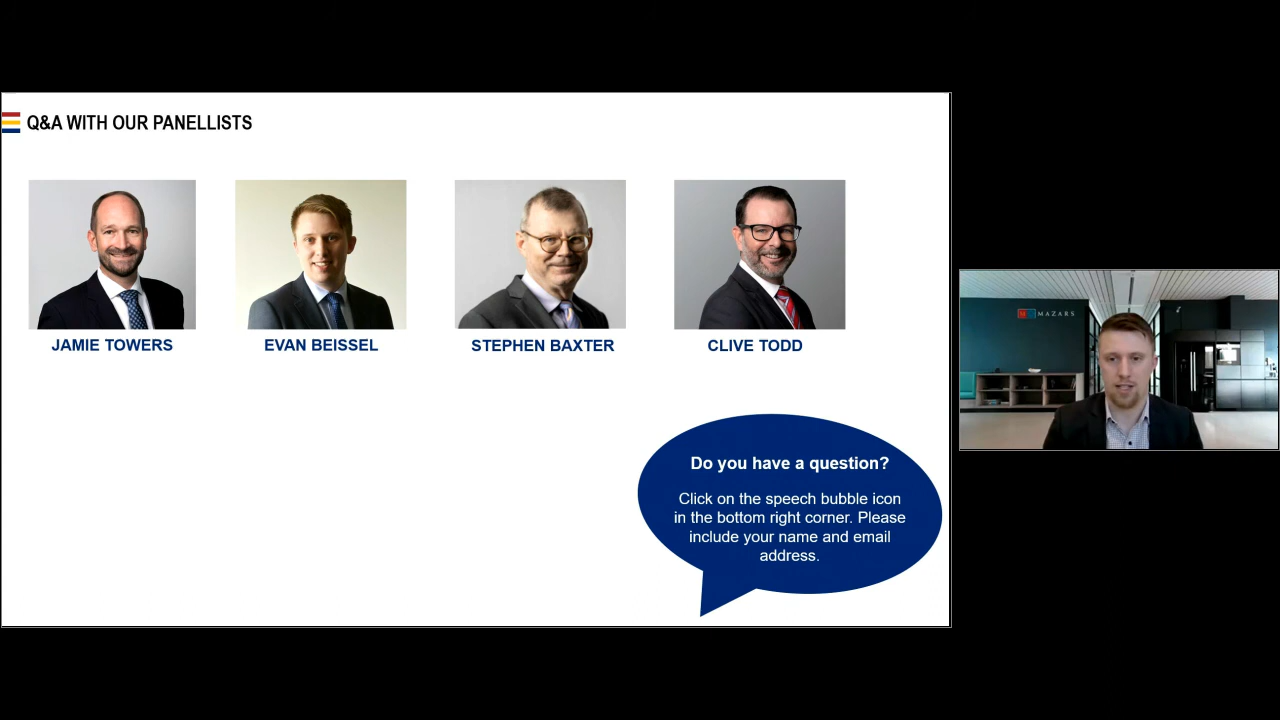 Q&A WITH OUR PANELLISTS
JAMIE TOWERS
EVAN BEISSEL
STEPHEN BAXTER
CLIVE TODD
MAZARS
Do you have a question?
Click on the speech bubble icon
in the bottom right corner. Please
include your name and email
address.